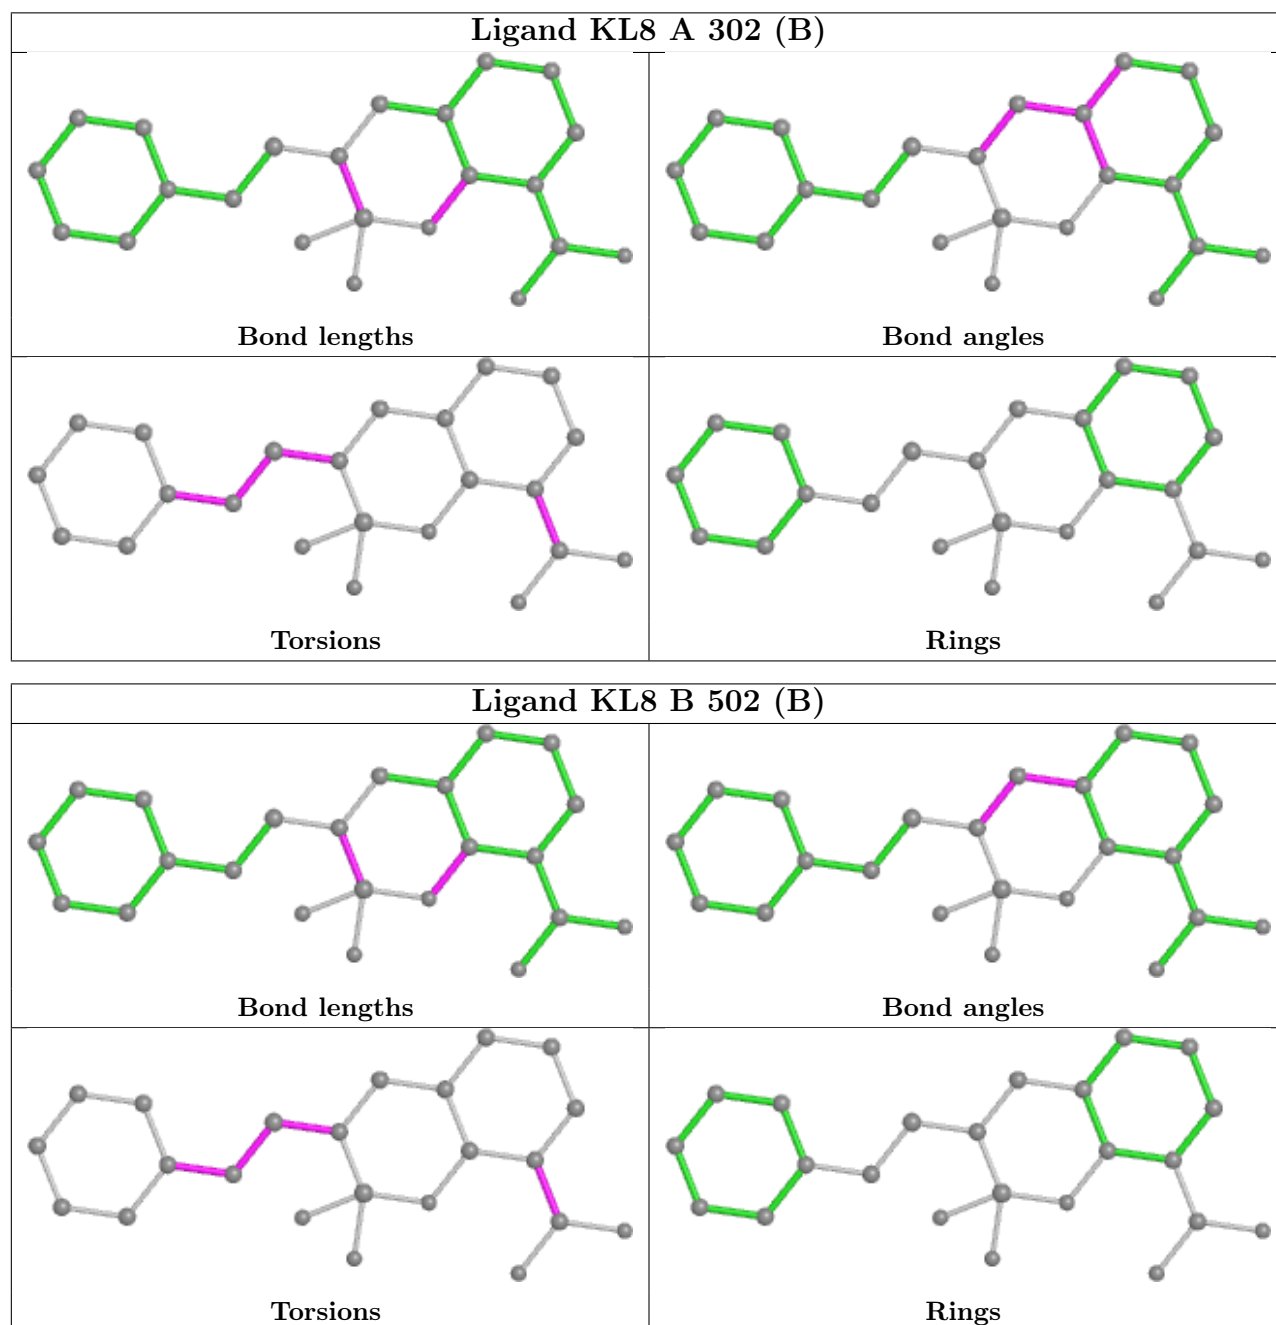 Ligand KL8 A 302 (B)
Bond lengths
Bond angles
Torsions
Rings
Ligand KL8 B 502 (B)
Bond lengths
Bond angles
Torsions
Rings